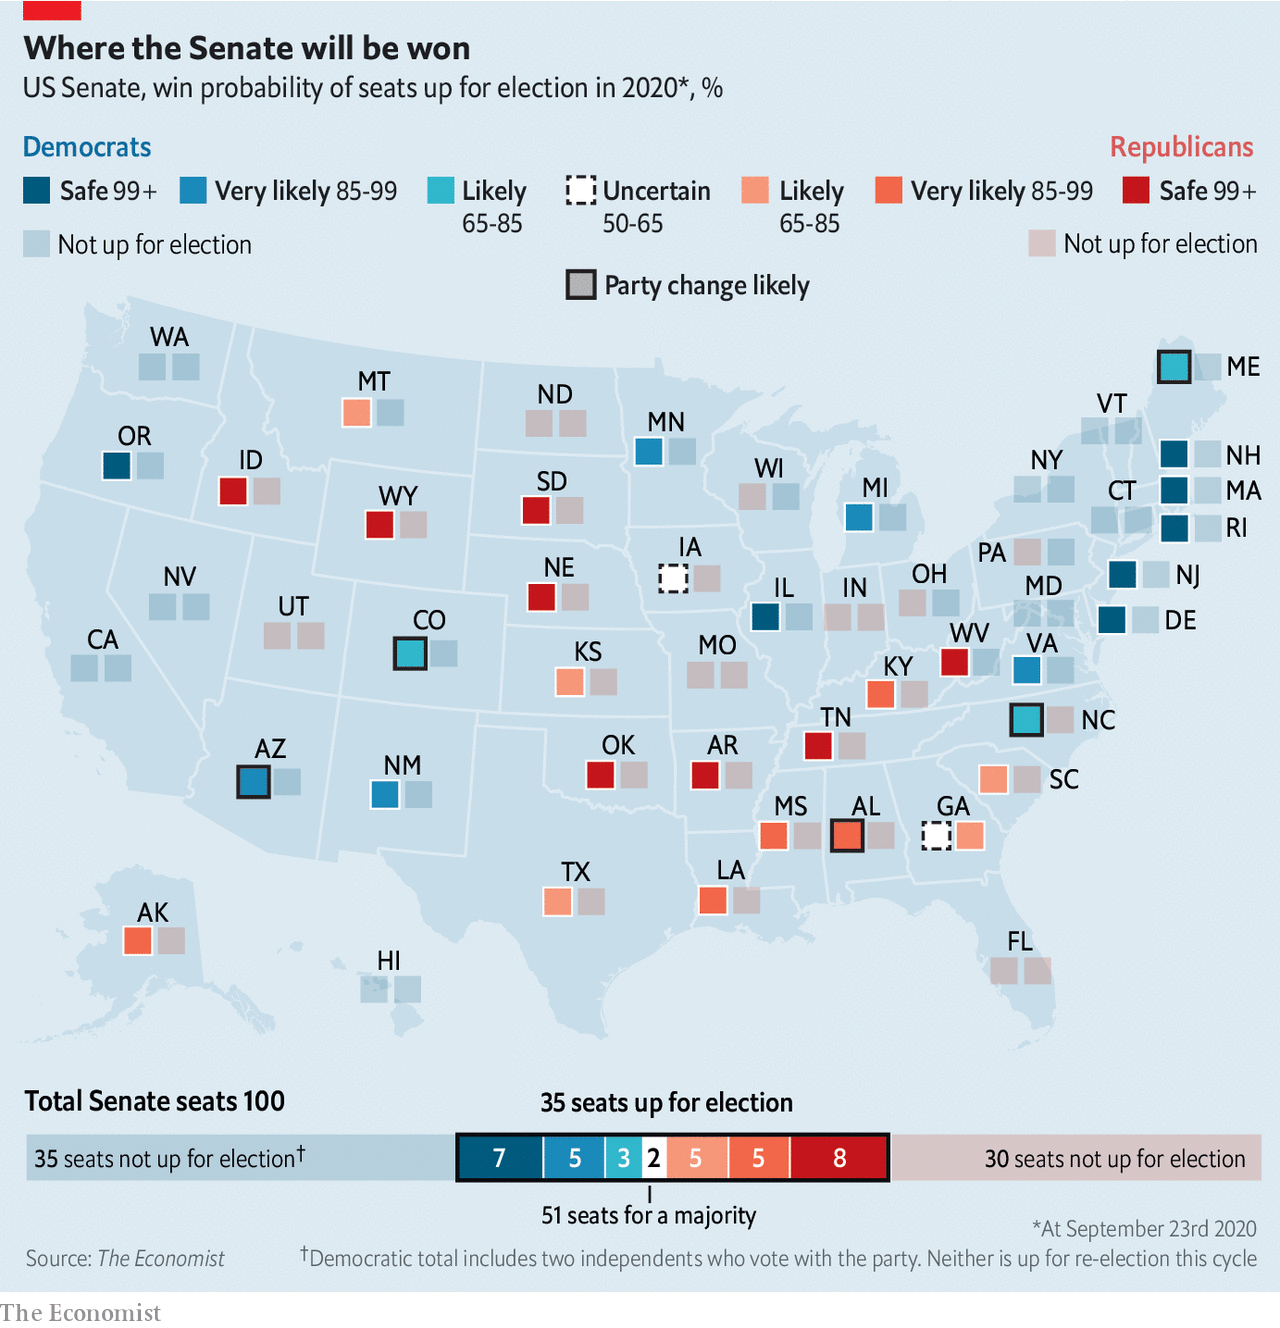 Where the Senate will be won
US Senate, win probability of seats up for election in 2020*, %
Democrats
Republicans
Safe 99+
Very likely 85-99
Likely
65-85
Uncertain
50-65
Likely
65-85
Very likely 85-99
Safe 99+
Not up for election
Not up for election
Party change likely
WA
MT
ND
MN
ME
VT
OR
ID
WY
SD
WI
MI
NY
CT
NH
MA
RI
NV
UT
CO
NE
IA
IL
IN
OH
PA
MD
NJ
DE
CA
KS
MO
KY
WV
VA
AZ
NM
OK
AR
TN
NC
SC
MS
AL
GA
TX
LA
AK
HI
FL
Total Senate seats 100
35 seats up for election
35 seats not up for election†
7
5
3
2
5
5
8
30 seats not up for election
51 seats for a majority
*At September 23rd 2020
Source: The Economist
†Democratic total includes two independents who vote with the party. Neither is up for re-election this cycle
The Economist